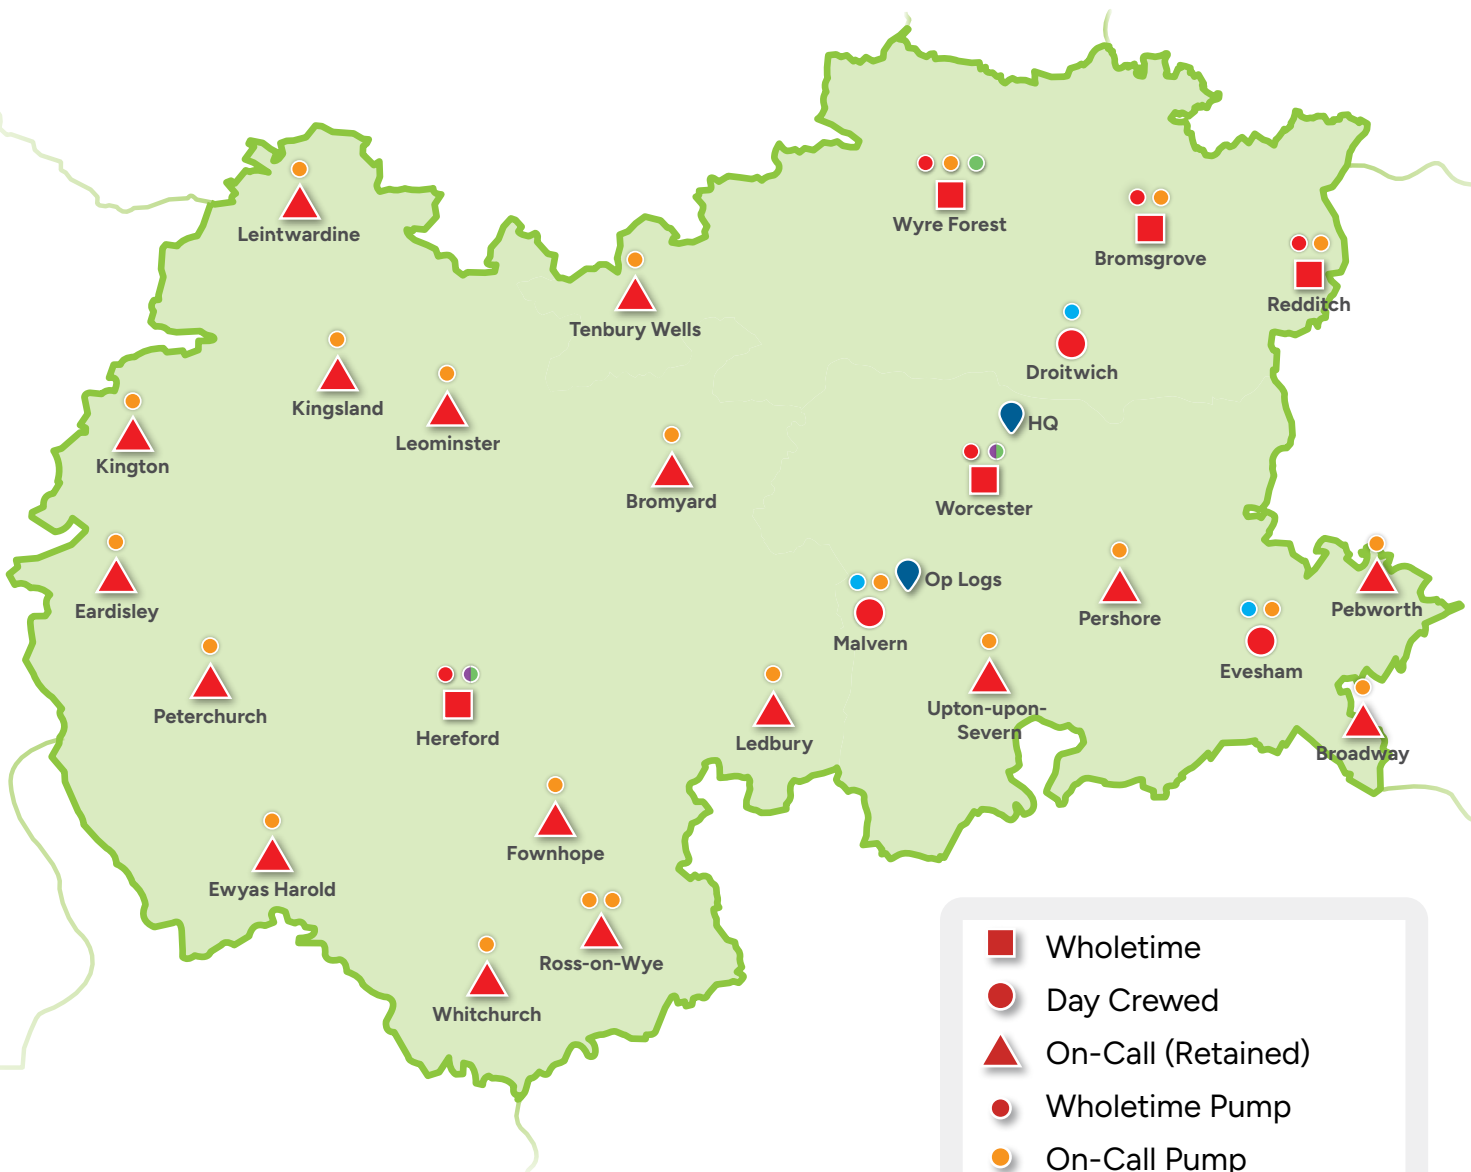 Leintwardine
Wyre Forest
Bromsgrove
Redditch
Tenbury Wells
Droitwich
Kingsland
Leominster
HQ
Kington
Bromyard
Worcester
Op Logs
Eardisley
Pershore
Pebworth
Malvern
Evesham
Peterchurch
Hereford
Ledbury
Upton-upon-
Severn
Broadway
Fownhope
Ewyas Harold
Ross-on-Wye
Whitchurch
Wholetime
Day Crewed
On-Call (Retained)
Wholetime Pump
On-Call Pump